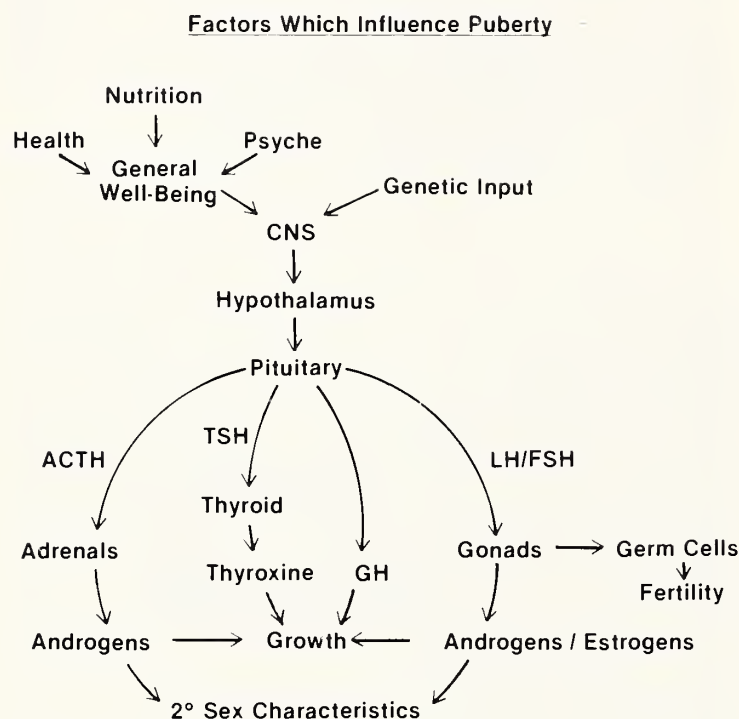 Factors Which Influence Puberty
Nutrition
Health
Psyche
General
Well-Being
Genetic Input
CNS
Hypothalamus
Pituitary
ACTH
TSH
LH/FSH
Thyroid
Adrenals
Gonads
Germ Cells
Thyroxine
GH
Fertility
Androgens
Growth
Androgens / Estrogens
2° Sex Characteristics